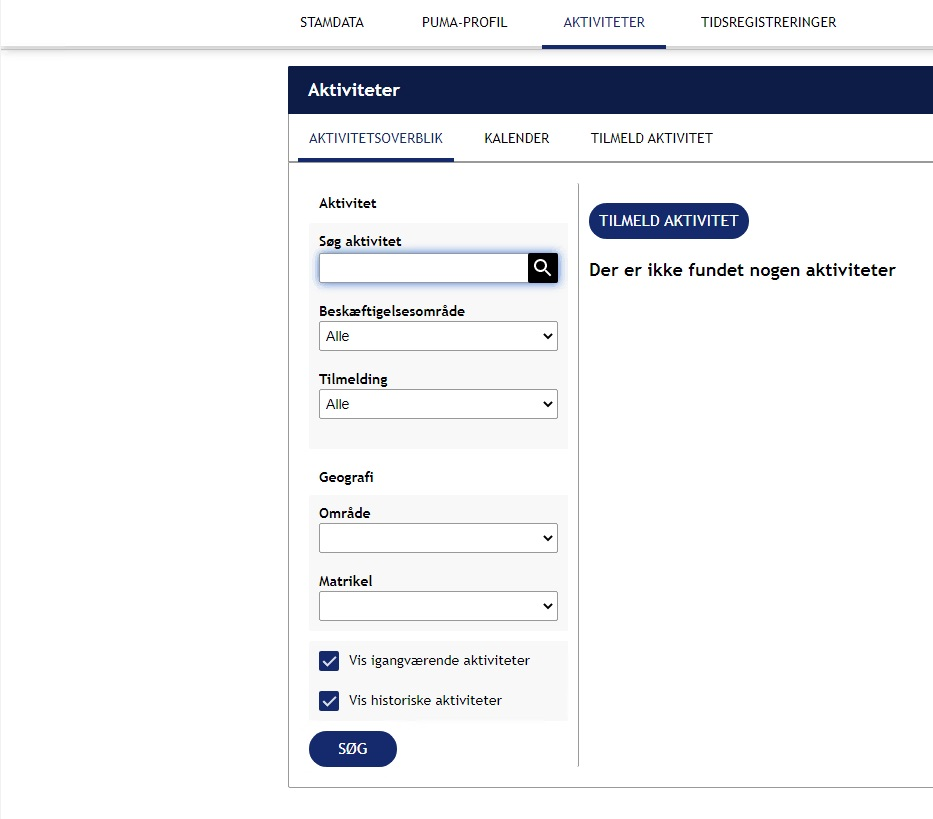 STAMDATA PUMA-PROFIL AKTIVITETER TIDSREGISTRERINGER
Aktiviteter
AKTIVITETSOVERBLIK KALENDER TILMELD AKTIVITET
Aktivitet
Søg aktivitet
Beskæftigelsesområde
Alle
Tilmelding
Alle
Geografi
Område
Matrikel
Vis igangværende aktiviteter
Vis historiske aktiviteter
SØG
TILMELD AKTIVITET
Der er ikke fundet nogen aktiviteter